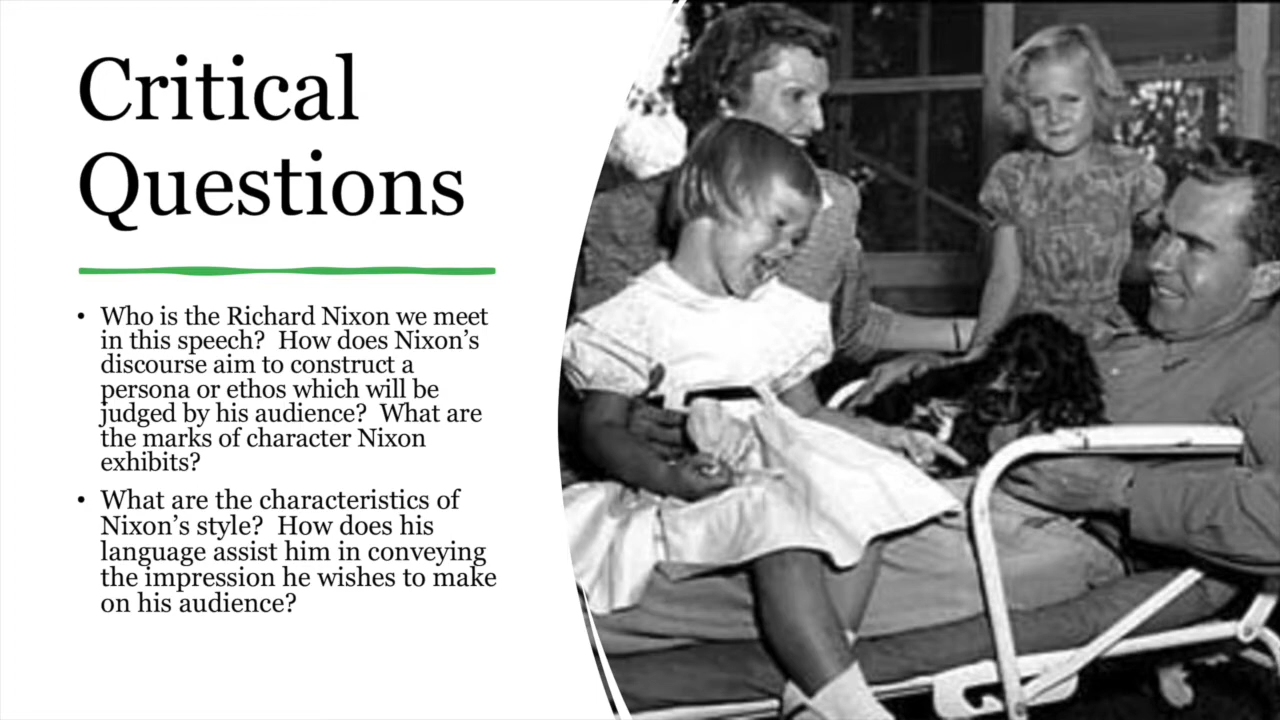 Critical
Questions
• Who is the Richard Nixon we meet
in this speech?  How does Nixon’s
discourse aim to construct a
persona or ethos which will be
judged by his audience?  What are
the marks of character Nixon
exhibits?
• What are the characteristics of
Nixon’s style?  How does his
language assist him in conveying
the impression he wishes to make
on his audience?